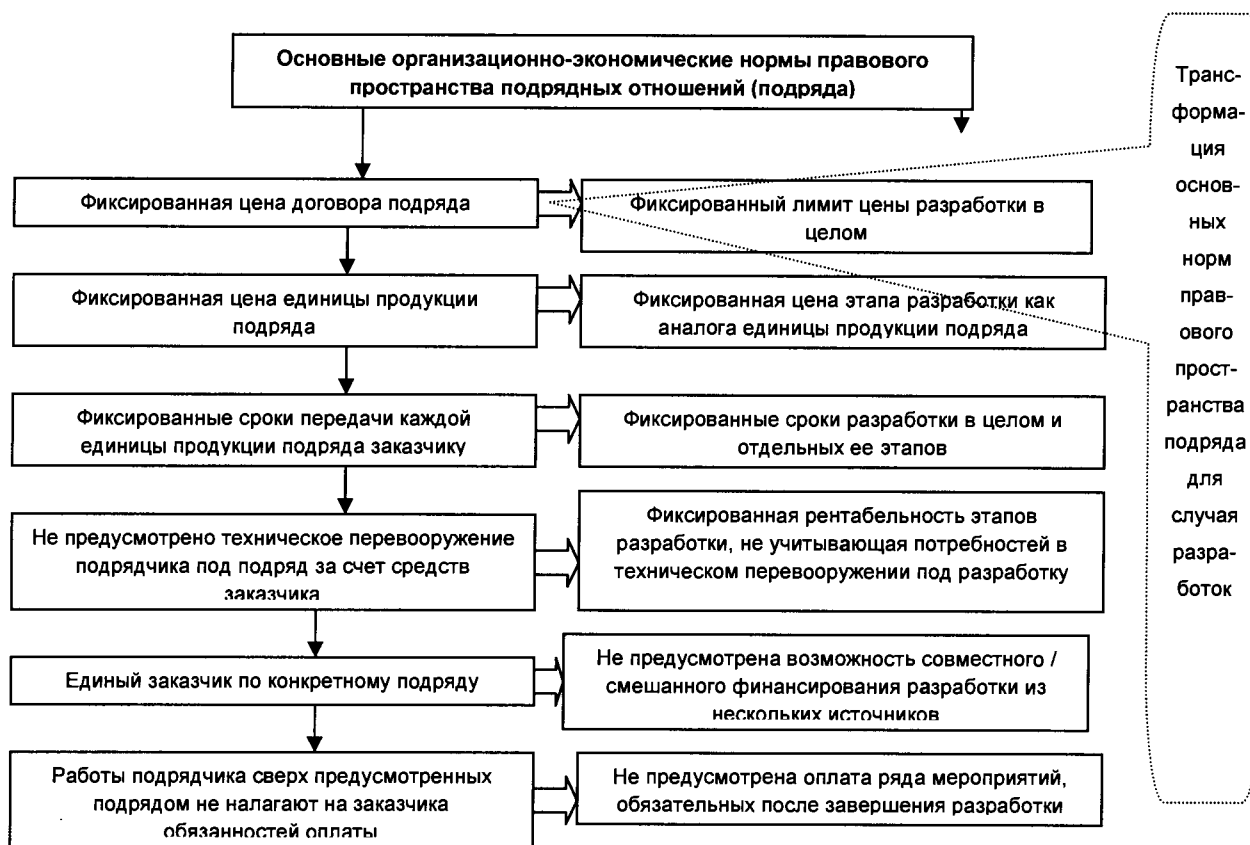 Основные организационно-экономические нормы правового
пространства подрядных отношений (подряда)
Фиксированная цена договора подряда
Фиксированный лимит цены разработки в
целом
Фиксированная цена единицы продукции
подряда
Фиксированная цена этапа разработки как
аналога единицы продукции подряда
Фиксированные сроки передачи каждой
единицы продукции подряда заказчику
Фиксированные сроки разработки в целом и
отдельных ее этапов
Не предусмотрено техническое перевооружение
подрядчика под подряд за счет средств
заказчика
Фиксированная рентабельность этапов
разработки, не учитывающая потребностей в
техническом перевооружении под разработку
Единый заказчик по конкретному подряду
Не предусмотрена возможность совместного /
смешанного финансирования разработки из
нескольких источников
Работы подрядчика сверх предусмотренных
подрядом не налагают на заказчика
обязанностей оплаты
Не предусмотрена оплата ряда мероприятий,
обязательных после завершения разработки
Транс-
форма-
ция
основ-
ных
норм
прав-
ового
прост-
ранства
подряда
для
случая
разра-
боток